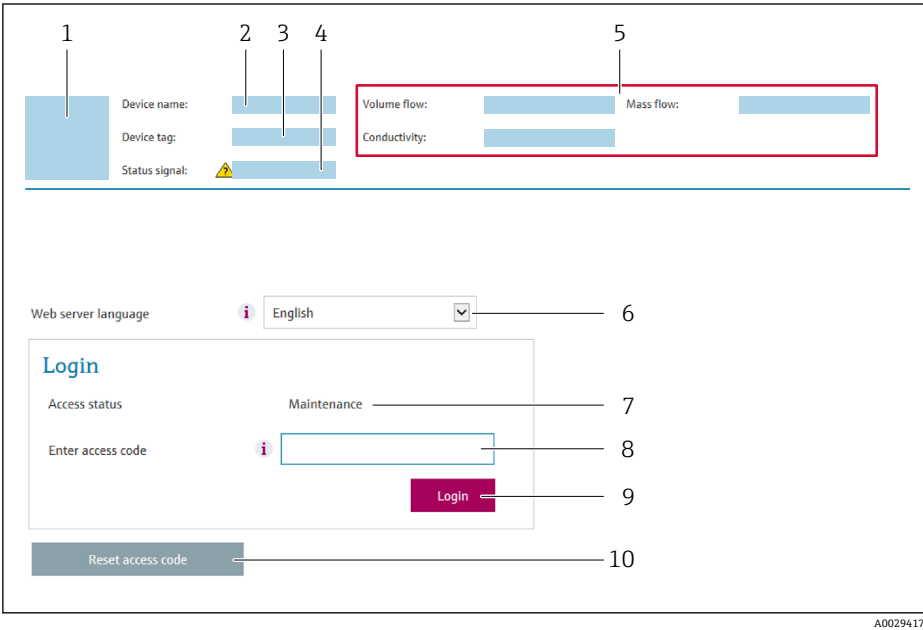 1 2 3 4 5
Device name: Volume flow: Mass flow:
Device tag: Conductivity:
Status signal: ?
Web server language i English 6
Login
Access status Maintenance 7
Enter access code i 8
Login 9
Reset access code 10
A0029417